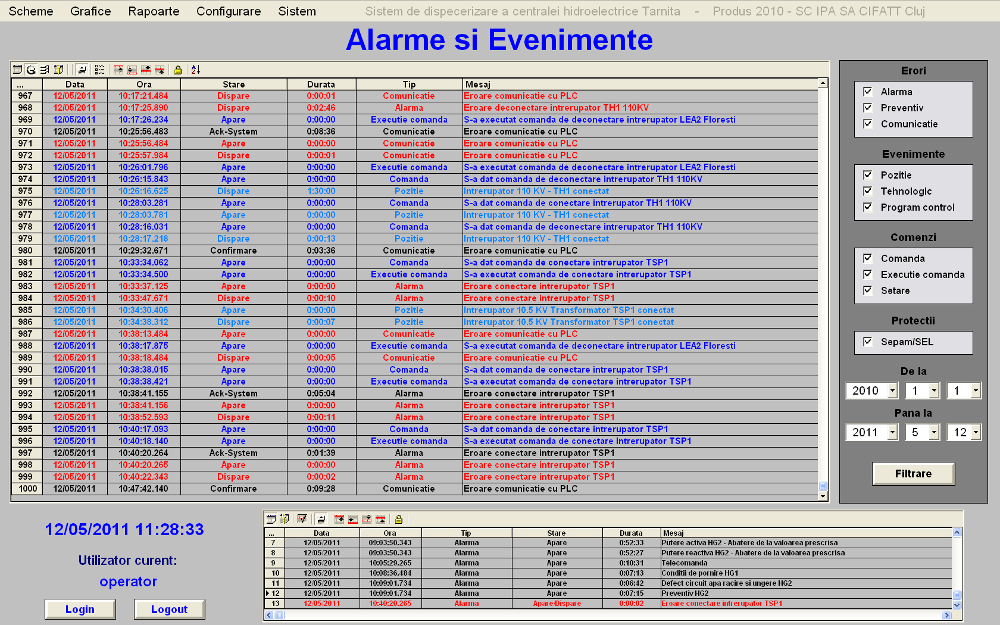 Scheme Grafice Rapoarte Configurare Sistem Sistem de dispecerizare a centralei hidroelectrice Tarnita - Produs 2010 - SC IPA SA CIFATT Cluj
Alarme si Evenimente
... Data Ora Stare Durata Tip Mesaj
967 12/05/2011 10:17:21.484 Dispare 0:00:01 Comunicatie Eroare comunicatie cu PLC
968 12/05/2011 10:17:25.890 Dispare 0:02:46 Alarma Eroare deconectare intrerupator TH1 110KV
969 12/05/2011 10:17:26.234 Apare 0:00:00 Executie comanda S-a executat comanda de deconectare intrerupator LEA2 Floresti
970 12/05/2011 10:25:56.483 Ack-System 0:08:36 Comunicatie Eroare comunicatie cu PLC
971 12/05/2011 10:25:56.484 Apare 0:00:00 Comunicatie Eroare comunicatie cu PLC
972 12/05/2011 10:25:57.984 Dispare 0:00:01 Comunicatie Eroare comunicatie cu PLC
973 12/05/2011 10:26:01.796 Apare 0:00:00 Executie comanda S-a executat comanda de deconectare intrerupator LEA2 Floresti
974 12/05/2011 10:26:15.843 Apare 0:00:00 Comanda S-a dat comanda de deconectare intrerupator TH1 110KV
975 12/05/2011 10:26:16.625 Dispare 1:30:00 Pozitie Intrerupator 110 KV - TH1 conectat
976 12/05/2011 10:28:03.281 Apare 0:00:00 Comanda S-a dat comanda de conectare intrerupator TH1 110KV
977 12/05/2011 10:28:03.781 Apare 0:00:00 Pozitie Intrerupator 110 KV - TH1 conectat
978 12/05/2011 10:28:16.031 Apare 0:00:00 Comanda S-a dat comanda de deconectare intrerupator TH1 110KV
979 12/05/2011 10:28:17.218 Dispare 0:00:13 Pozitie Intrerupator 110 KV - TH1 conectat
980 12/05/2011 10:29:32.671 Confirmare 0:03:36 Comunicatie Eroare comunicatie cu PLC
981 12/05/2011 10:33:34.062 Apare 0:00:00 Comanda S-a dat comanda de conectare intrerupator TSP1
982 12/05/2011 10:33:34.500 Apare 0:00:00 Executie comanda S-a executat comanda de conectare intrerupator TSP1
983 12/05/2011 10:33:37.125 Apare 0:00:00 Alarma Eroare conectare intrerupator TSP1
984 12/05/2011 10:33:47.671 Dispare 0:00:10 Alarma Eroare conectare intrerupator TSP1
985 12/05/2011 10:34:30.406 Apare 0:00:00 Pozitie Intrerupator 10.5 KV Transformator TSP1 conectat
986 12/05/2011 10:34:38.312 Dispare 0:00:07 Pozitie Intrerupator 10.5 KV Transformator TSP1 conectat
987 12/05/2011 10:38:13.484 Apare 0:00:00 Comunicatie Eroare comunicatie cu PLC
988 12/05/2011 10:38:17.875 Apare 0:00:00 Executie comanda S-a executat comanda de deconectare intrerupator LEA2 Floresti
989 12/05/2011 10:38:18.484 Dispare 0:00:05 Comunicatie Eroare comunicatie cu PLC
990 12/05/2011 10:38:38.015 Apare 0:00:00 Comanda S-a dat comanda de conectare intrerupator TSP1
991 12/05/2011 10:38:38.421 Apare 0:00:00 Executie comanda S-a executat comanda de conectare intrerupator TSP1
992 12/05/2011 10:38:41.155 Ack-System 0:05:04 Alarma Eroare conectare intrerupator TSP1
993 12/05/2011 10:38:41.156 Apare 0:00:00 Alarma Eroare conectare intrerupator TSP1
994 12/05/2011 10:38:52.593 Dispare 0:00:11 Alarma Eroare conectare intrerupator TSP1
995 12/05/2011 10:40:17.093 Apare 0:00:00 Comanda S-a dat comanda de conectare intrerupator TSP1
996 12/05/2011 10:40:18.140 Apare 0:00:00 Executie comanda S-a executat comanda de conectare intrerupator TSP1
997 12/05/2011 10:40:20.264 Ack-System 0:01:39 Alarma Eroare conectare intrerupator TSP1
998 12/05/2011 10:40:20.265 Apare 0:00:00 Alarma Eroare conectare intrerupator TSP1
999 12/05/2011 10:40:22.343 Dispare 0:00:02 Alarma Eroare conectare intrerupator TSP1
1000 12/05/2011 10:47:42.140 Confirmare 0:09:28 Comunicatie Eroare comunicatie cu PLC
Erori
Alarma
Preventiv
Comunicatie
Evenimente
Pozitie
Tehnologic
Program control
Comenzi
Comanda
Executie comanda
Setare
Protectii
Sepam/SEL
De la
2010 1 1
Pana la
2011 5 12
Filtrare
12/05/2011 11:28:33
Utilizator curent:
operator
Login Logout
... Data Ora Tip Stare Durata Mesaj
7 12/05/2011 09:03:50.343 Alarma Apare 0:52:33 Putere activa HG2 - Abatere de la valoarea prescrisa
8 12/05/2011 09:03:50.343 Alarma Apare 0:52:27 Putere reactiva HG2 - Abatere de la valoarea prescrisa
9 12/05/2011 10:05:29.265 Alarma Apare 0:10:31 Telecomanda
10 12/05/2011 10:08:36.484 Alarma Apare 0:07:13 Conditii de pornire HG1
11 12/05/2011 10:09:01.734 Alarma Apare 0:06:42 Defect circuit apa racire si ungere HG2
12 12/05/2011 10:09:01.734 Alarma Apare 0:07:15 Preventiv HG2
13 12/05/2011 10:40:20.265 Alarma Apare/Dispare 0:00:02 Eroare conectare intrerupator TSP1